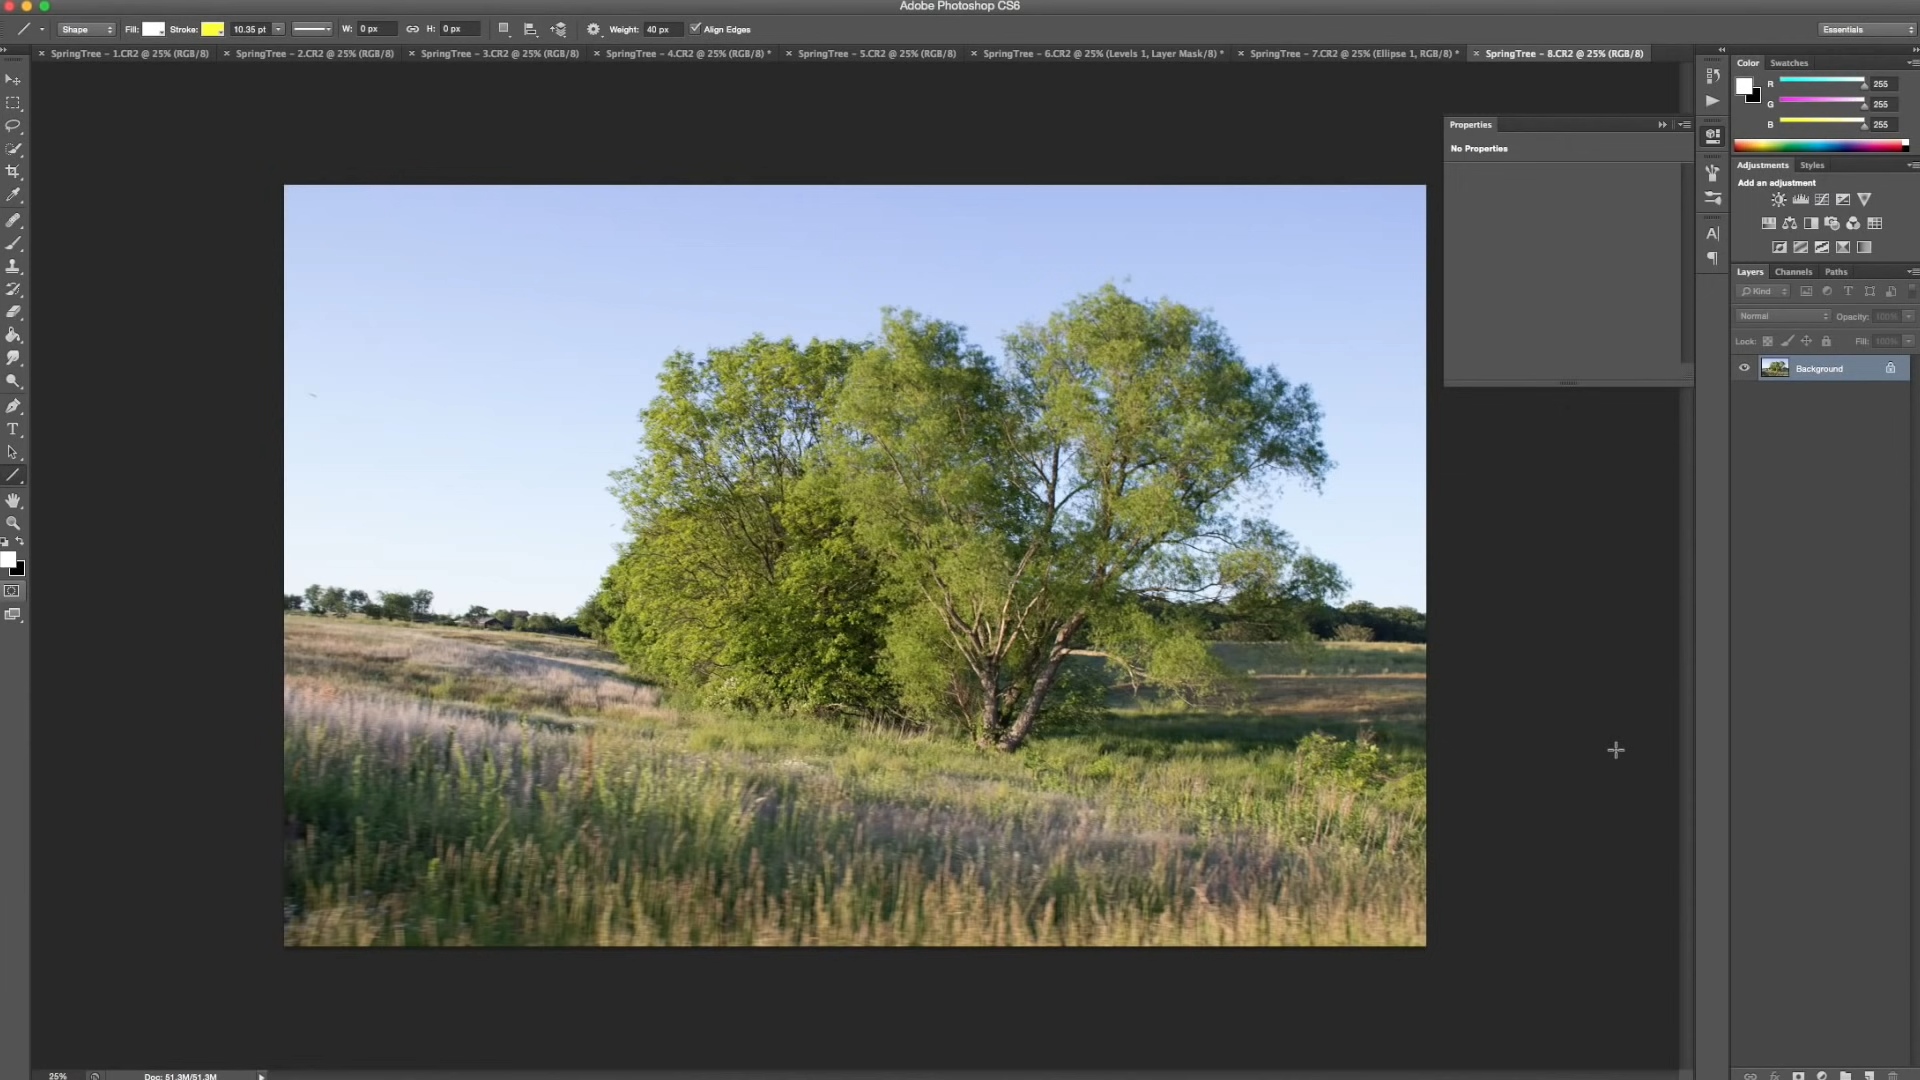 Adobe Photoshop CS6
Shape Fill: Stroke: 10.35 pt W: 0 px H: 0 px Weight: 40 px Align Edges Essentials
SpringTree – 1.CR2 @ 25% (RGB/8) SpringTree – 2.CR2 @ 25% (RGB/8) SpringTree – 3.CR2 @ 25% (RGB/8) SpringTree – 4.CR2 @ 25% (RGB/8) * SpringTree – 5.CR2 @ 25% (RGB/8) SpringTree – 6.CR2 @ 25% (Levels 1, Layer Mask/8) * SpringTree – 7.CR2 @ 25% (Ellipse 1, RGB/8) * SpringTree – 8.CR2 @ 25% (RGB/8)
Color Swatches
R 255
G 255
B 255
Properties
No Properties
Adjustments Styles
Add an adjustment
Layers Channels Paths
Kind
Normal Opacity: 100%
Lock: Fill: 100%
Background
25% Doc: 51.3M/51.3M